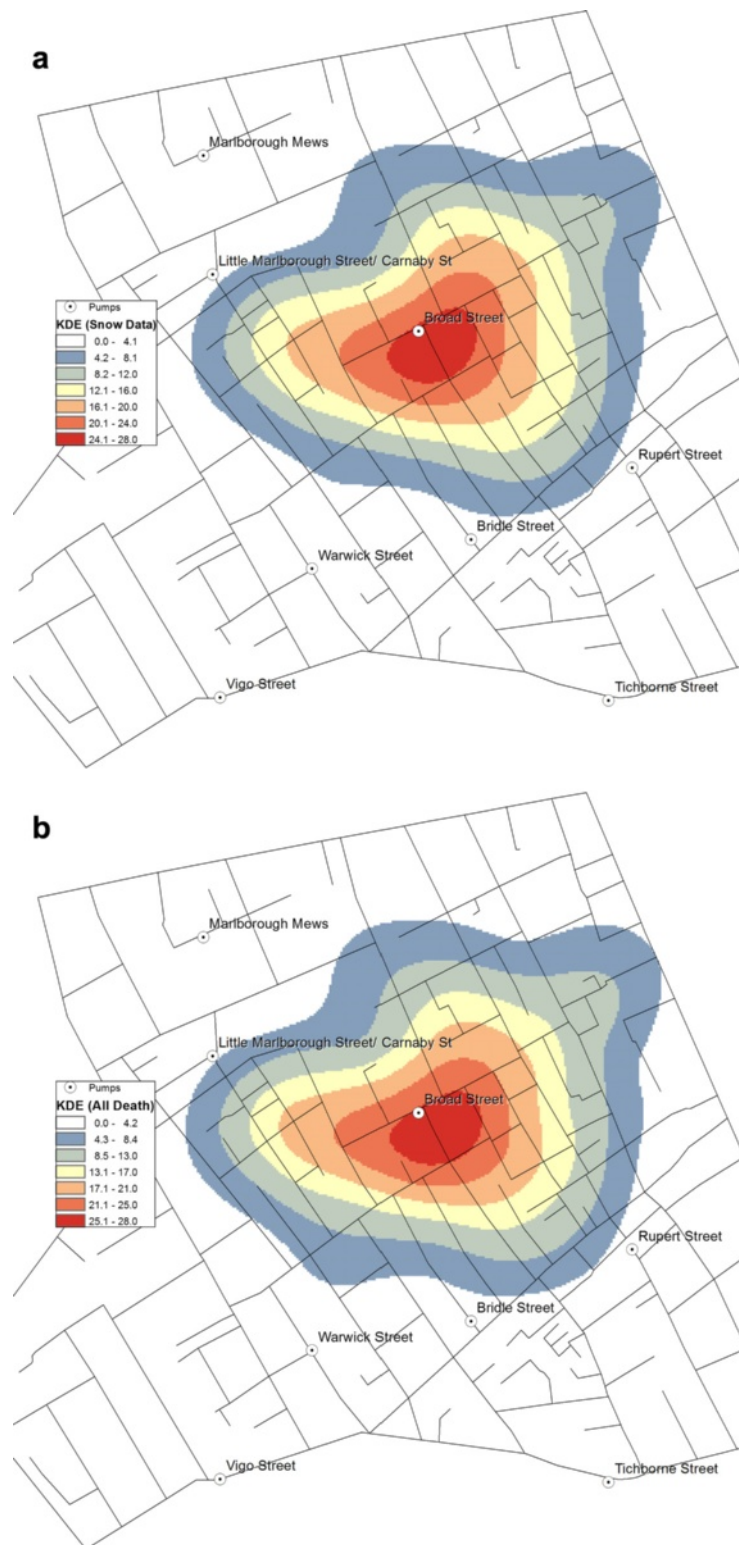 a
Marlborough Mews
Little Marlborough Street/ Carnaby St
Pumps
KDE (Snow Data)
0.0 - 4.1
4.2 - 8.1
8.2 - 12.0
12.1 - 16.0
16.1 - 20.0
20.1 - 24.0
24.1 - 28.0
Broad Street
Rupert Street
Bridle Street
Warwick Street
Vigo Street
Tichborne Street
b
Marlborough Mews
Little Marlborough Street/ Carnaby St
Pumps
KDE (All Death)
0.0 - 4.2
4.3 - 8.4
8.5 - 13.0
13.1 - 17.0
17.1 - 21.0
21.1 - 25.0
25.1 - 28.0
Broad Street
Rupert Street
Bridle Street
Warwick Street
Vigo Street
Tichborne Street